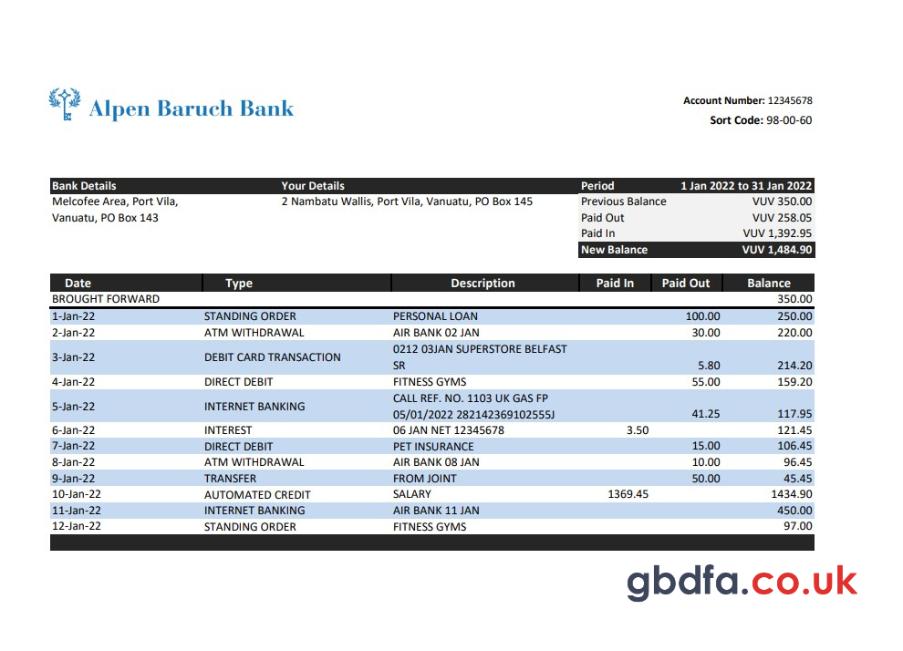 Alpen Baruch Bank
Account Number: 12345678
Sort Code: 98-00-60
Bank Details Your Details Period 1 Jan 2022 to 31 Jan 2022
Melcofee Area, Port Vila, 2 Nambatu Wallis, Port Vila, Vanuatu, PO Box 145 Previous Balance VUV 350.00
Vanuatu, PO Box 143 Paid Out VUV 258.05
Paid In VUV 1,392.95
New Balance VUV 1,484.90
Date Type Description Paid In Paid Out Balance
BROUGHT FORWARD 350.00
1-Jan-22 STANDING ORDER PERSONAL LOAN 100.00 250.00
2-Jan-22 ATM WITHDRAWAL AIR BANK 02 JAN 30.00 220.00
3-Jan-22 DEBIT CARD TRANSACTION 0212 03JAN SUPERSTORE BELFAST
SR 5.80 214.20
4-Jan-22 DIRECT DEBIT FITNESS GYMS 55.00 159.20
5-Jan-22 INTERNET BANKING CALL REF. NO. 1103 UK GAS FP
05/01/2022 282142369102555J 41.25 117.95
6-Jan-22 INTEREST 06 JAN NET 12345678 3.50 121.45
7-Jan-22 DIRECT DEBIT PET INSURANCE 15.00 106.45
8-Jan-22 ATM WITHDRAWAL AIR BANK 08 JAN 10.00 96.45
9-Jan-22 TRANSFER FROM JOINT 50.00 45.45
10-Jan-22 AUTOMATED CREDIT SALARY 1369.45 1434.90
11-Jan-22 INTERNET BANKING AIR BANK 11 JAN 450.00
12-Jan-22 STANDING ORDER FITNESS GYMS 97.00
gbdfa.co.uk